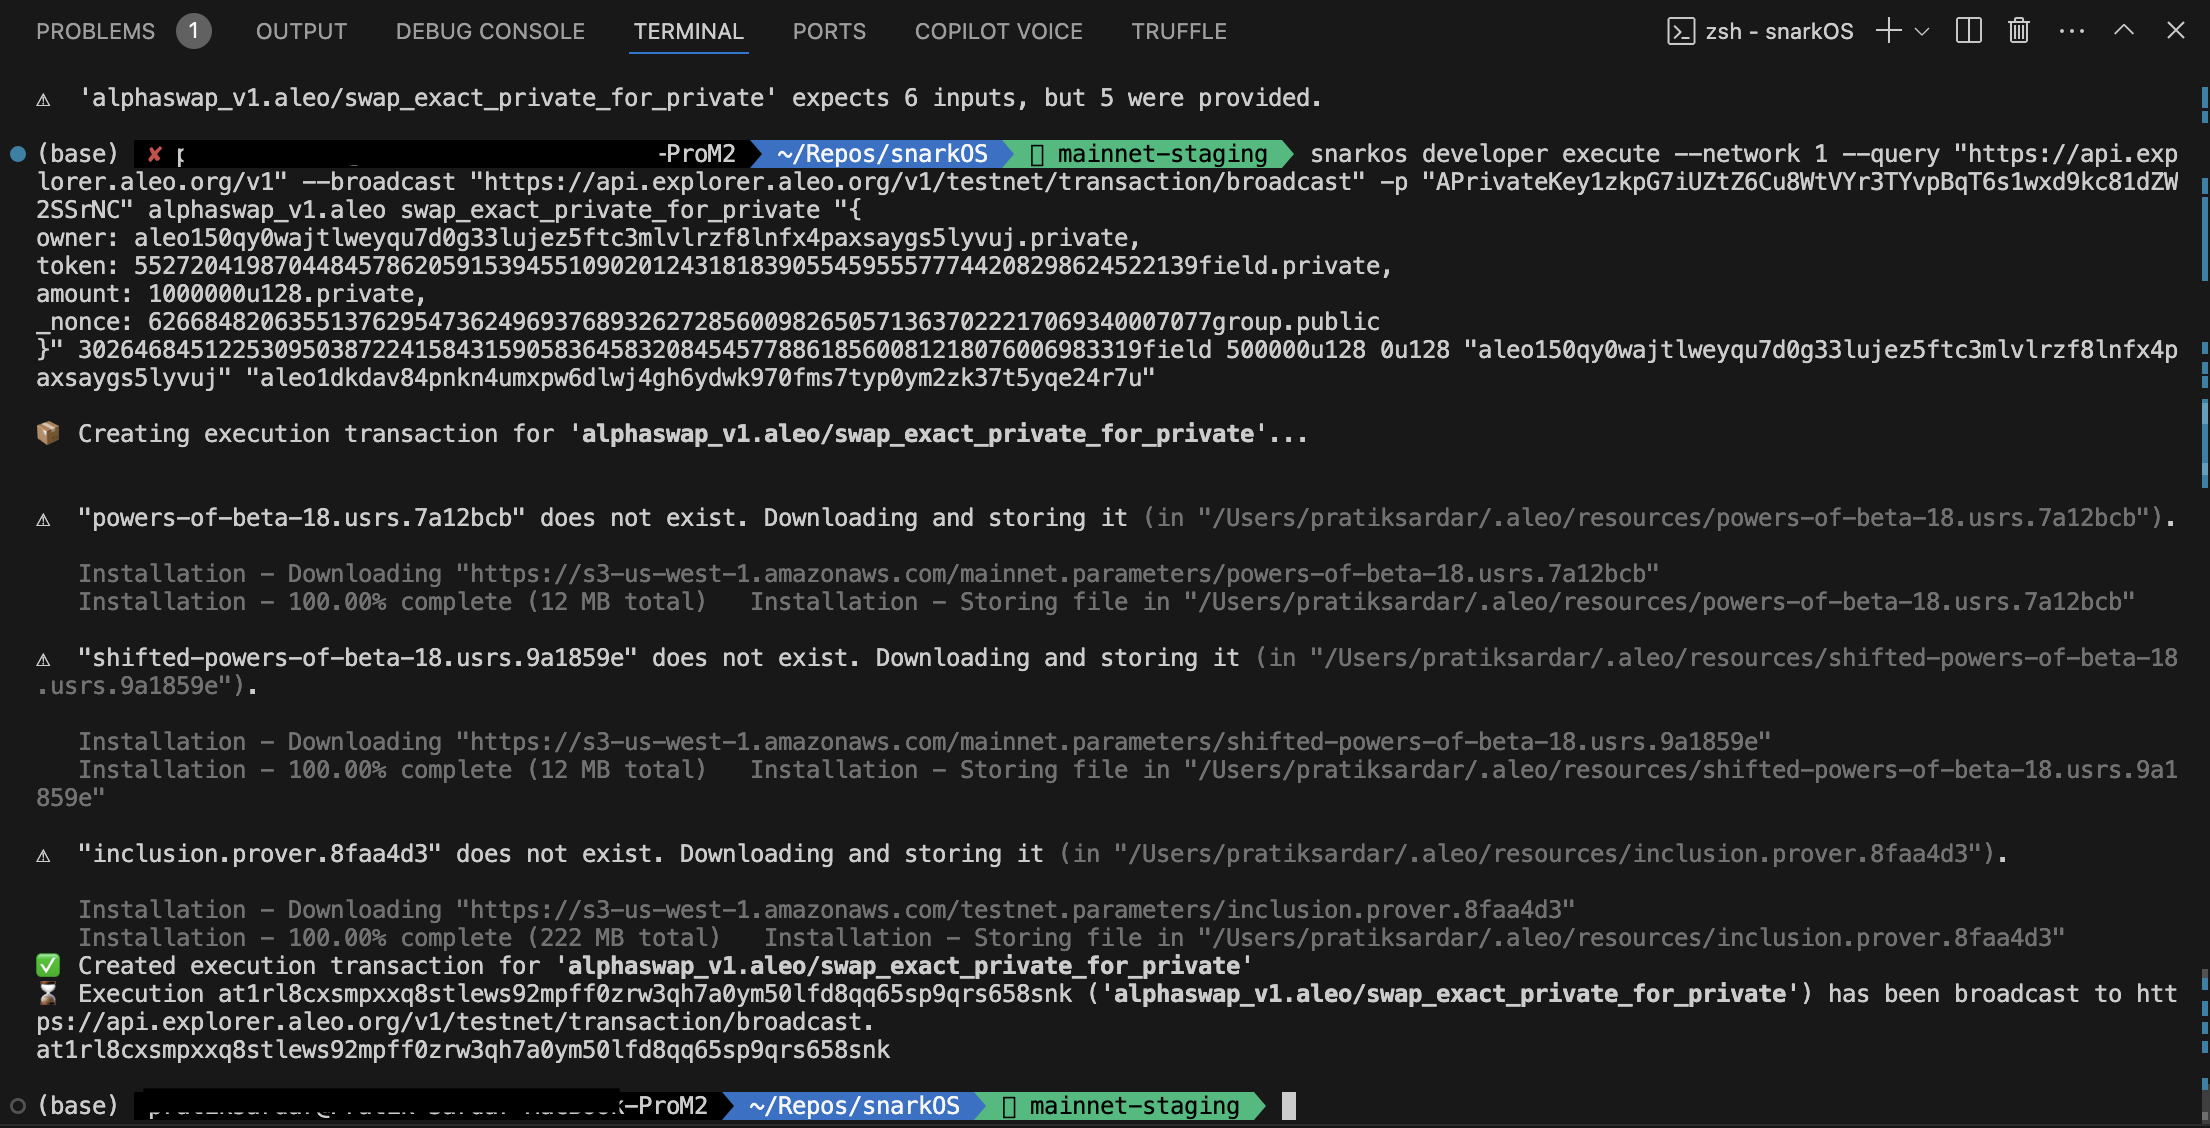 PROBLEMS 1 OUTPUT DEBUG CONSOLE TERMINAL PORTS COPILOT VOICE TRUFFLE zsh - snarkOS
⚠ 'alphaswap_v1.aleo/swap_exact_private_for_private' expects 6 inputs, but 5 were provided.
(base) ✘ -ProM2 ~/Repos/snarkOS mainnet-staging snarkos developer execute --network 1 --query "https://api.exp
lorer.aleo.org/v1" --broadcast "https://api.explorer.aleo.org/v1/testnet/transaction/broadcast" -p "APrivateKey1zkpG7iUZtZ6Cu8WtVYr3TYvpBqT6s1wxd9kc81dZW
2SSrNC" alphaswap_v1.aleo swap_exact_private_for_private "{
owner: aleo150qy0wajtlweyqu7d0g33lujez5ftc3mlvlrzf8lnfx4paxsaygs5lyvuj.private,
token: 5527204198704484578620591539455109020124318183905545955577744208298624522139field.private,
amount: 1000000u128.private,
_nonce: 6266848206355137629547362496937689326272856009826505713637022217069340007077group.public
}" 3026468451225309503872241584315905836458320845457788618560081218076006983319field 500000u128 0u128 "aleo150qy0wajtlweyqu7d0g33lujez5ftc3mlvlrzf8lnfx4p
axsaygs5lyvuj" "aleo1dkdav84pnkn4umxpw6dlwj4gh6ydwk970fms7typ0ym2zk37t5yqe24r7u"
📦 Creating execution transaction for 'alphaswap_v1.aleo/swap_exact_private_for_private'...
⚠ "powers-of-beta-18.usrs.7a12bcb" does not exist. Downloading and storing it (in "/Users/pratiksardar/.aleo/resources/powers-of-beta-18.usrs.7a12bcb").
Installation - Downloading "https://s3-us-west-1.amazonaws.com/mainnet.parameters/powers-of-beta-18.usrs.7a12bcb"
Installation - 100.00% complete (12 MB total) Installation - Storing file in "/Users/pratiksardar/.aleo/resources/powers-of-beta-18.usrs.7a12bcb"
⚠ "shifted-powers-of-beta-18.usrs.9a1859e" does not exist. Downloading and storing it (in "/Users/pratiksardar/.aleo/resources/shifted-powers-of-beta-18
.usrs.9a1859e").
Installation - Downloading "https://s3-us-west-1.amazonaws.com/mainnet.parameters/shifted-powers-of-beta-18.usrs.9a1859e"
Installation - 100.00% complete (12 MB total) Installation - Storing file in "/Users/pratiksardar/.aleo/resources/shifted-powers-of-beta-18.usrs.9a1
859e"
⚠ "inclusion.prover.8faa4d3" does not exist. Downloading and storing it (in "/Users/pratiksardar/.aleo/resources/inclusion.prover.8faa4d3").
Installation - Downloading "https://s3-us-west-1.amazonaws.com/testnet.parameters/inclusion.prover.8faa4d3"
Installation - 100.00% complete (222 MB total) Installation - Storing file in "/Users/pratiksardar/.aleo/resources/inclusion.prover.8faa4d3"
✅ Created execution transaction for 'alphaswap_v1.aleo/swap_exact_private_for_private'
⏳ Execution at1rl8cxsmpxxq8stlews92mpff0zrw3qh7a0ym50lfd8qq65sp9qrs658snk ('alphaswap_v1.aleo/swap_exact_private_for_private') has been broadcast to htt
ps://api.explorer.aleo.org/v1/testnet/transaction/broadcast.
at1rl8cxsmpxxq8stlews92mpff0zrw3qh7a0ym50lfd8qq65sp9qrs658snk
(base) -ProM2 ~/Repos/snarkOS mainnet-staging